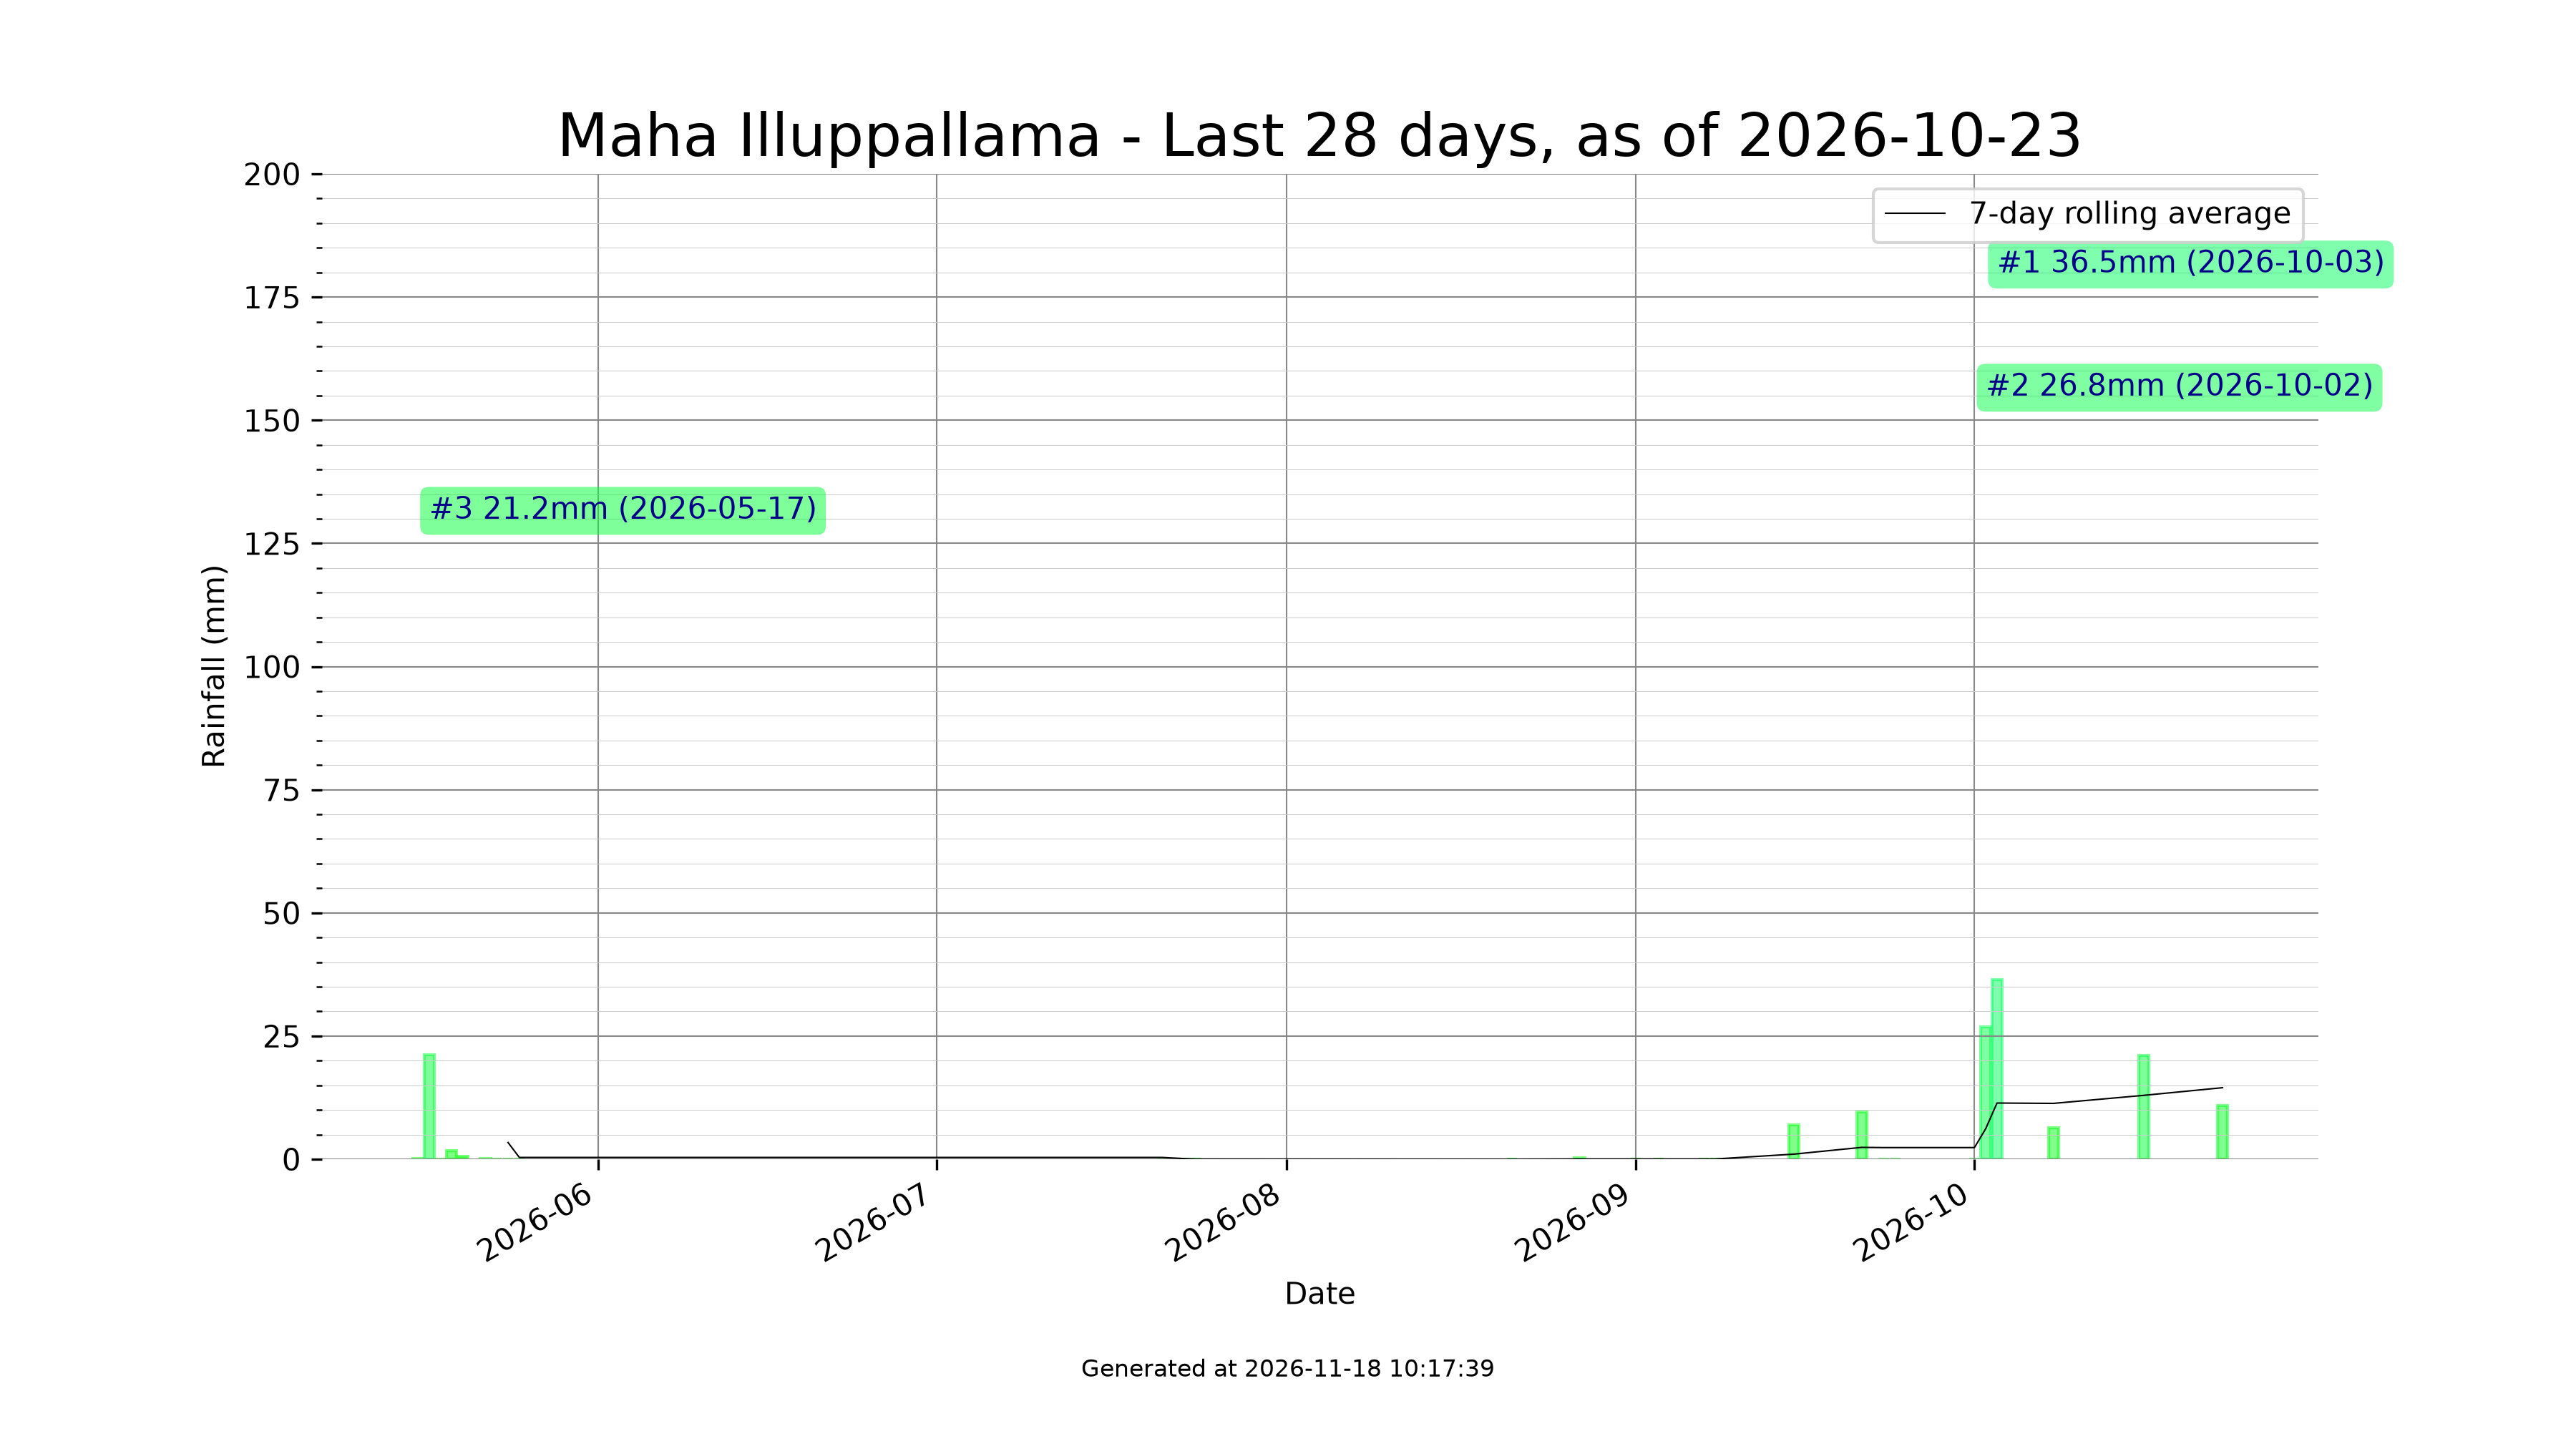 Maha Illuppallama - Last 28 days, as of 2026-10-23
200
175
150
125
100
75
50
25
0
Rainfall (mm)
7-day rolling average
#1 36.5mm (2026-10-03)
#2 26.8mm (2026-10-02)
#3 21.2mm (2026-05-17)
2026-06
2026-07
2026-08
2026-09
2026-10
Date
Generated at 2026-11-18 10:17:39